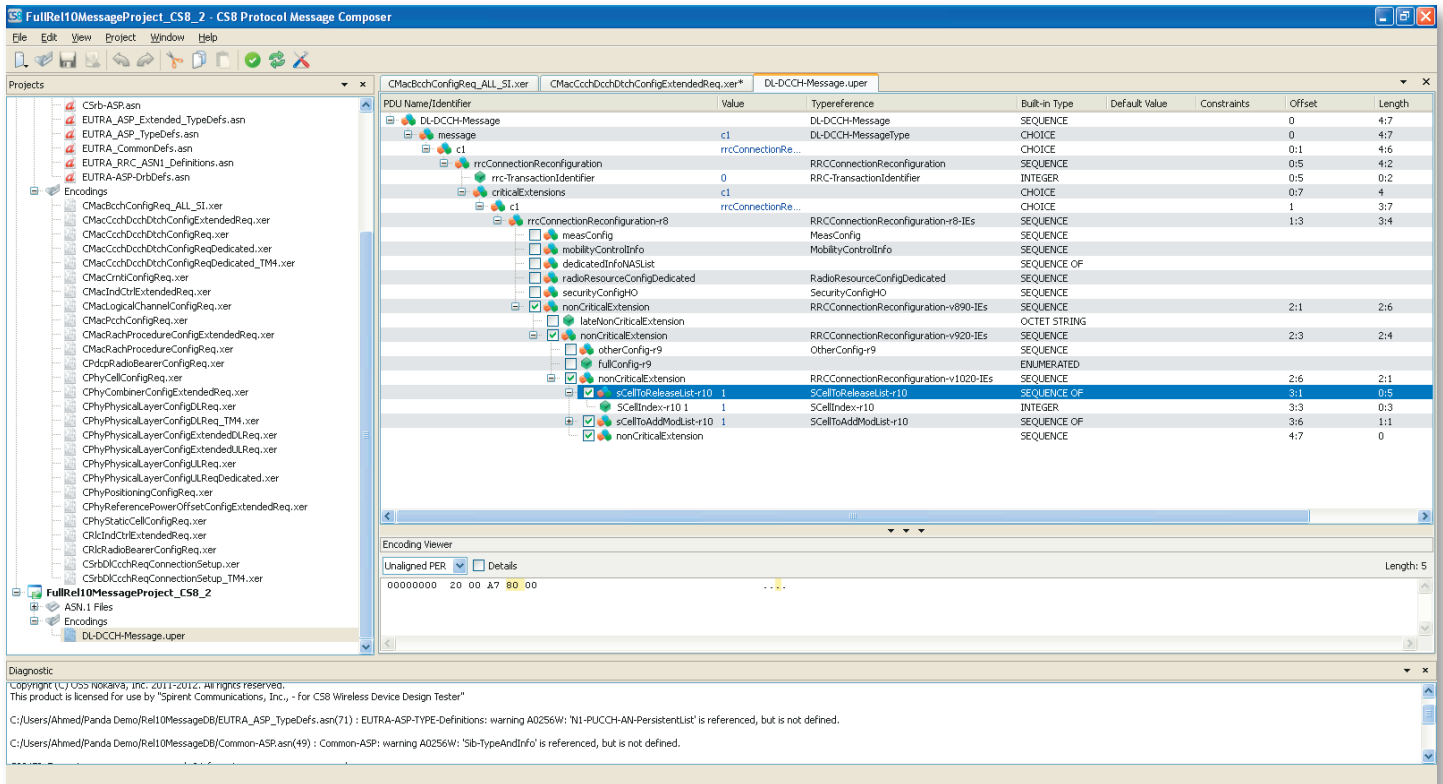 FullRel10MessageProject_CS8_2 - CS8 Protocol Message Composer
File Edit View Project Window Help
Projects
CSrb-ASP.asn
EUTRA_ASP_Extended_TypeDefs.asn
EUTRA_ASP_TypeDefs.asn
EUTRA_CommonDefs.asn
EUTRA_RRC_ASN1_Definitions.asn
EUTRA-ASP-DrbDefs.asn
Encodings
CMacBcchConfigReq_ALL_SI.xer
CMacCcchDcchDtchConfigExtendedReq.xer
CMacCcchDcchDtchConfigReq.xer
CMacCcchDcchDtchConfigReqDedicated.xer
CMacCcchDcchDtchConfigReqDedicated_TM4.xer
CMacCrntiConfigReq.xer
CMacIndCtrlExtendedReq.xer
CMacLogicalChannelConfigReq.xer
CMacPcchConfigReq.xer
CMacRachProcedureConfigExtendedReq.xer
CMacRachProcedureConfigReq.xer
CPdcpRadioBearerConfigReq.xer
CPhyCellConfigReq.xer
CPhyCombinerConfigExtendedReq.xer
CPhyPhysicalLayerConfigDLReq.xer
CPhyPhysicalLayerConfigDLReq_TM4.xer
CPhyPhysicalLayerConfigExtendedDLReq.xer
CPhyPhysicalLayerConfigExtendedULReq.xer
CPhyPhysicalLayerConfigULReq.xer
CPhyPhysicalLayerConfigULReqDedicated.xer
CPhyPositioningConfigReq.xer
CPhyReferencePowerOffsetConfigExtendedReq.xer
CPhyStaticCellConfigReq.xer
CRlcIndCtrlExtendedReq.xer
CRlcRadioBearerConfigReq.xer
CSrbDlCcchReqConnectionSetup.xer
CSrbDlCcchReqConnectionSetup_TM4.xer
FullRel10MessageProject_CS8_2
ASN.1 Files
Encodings
DL-DCCH-Message.uper
CMacBcchConfigReq_ALL_SI.xer CMacCcchDcchDtchConfigExtendedReq.xer* DL-DCCH-Message.uper
PDU Name/Identifier Value Typereference Built-in Type Default Value Constraints Offset Length
DL-DCCH-Message DL-DCCH-Message SEQUENCE 0 4:7
message c1 DL-DCCH-MessageType CHOICE 0 4:7
c1 rrcConnectionRe... CHOICE 0:1 4:6
rrcConnectionReconfiguration RRCConnectionReconfiguration SEQUENCE 0:5 4:2
rrc-TransactionIdentifier 0 RRC-TransactionIdentifier INTEGER 0:5 0:2
criticalExtensions c1 CHOICE 0:7 4
c1 rrcConnectionRe... CHOICE 1 3:7
rrcConnectionReconfiguration-r8 RRCConnectionReconfiguration-r8-IEs SEQUENCE 1:3 3:4
measConfig MeasConfig SEQUENCE
mobilityControlInfo MobilityControlInfo SEQUENCE
dedicatedInfoNASList SEQUENCE OF
radioResourceConfigDedicated RadioResourceConfigDedicated SEQUENCE
securityConfigHO SecurityConfigHO SEQUENCE
nonCriticalExtension RRCConnectionReconfiguration-v890-IEs SEQUENCE 2:1 2:6
lateNonCriticalExtension OCTET STRING
nonCriticalExtension RRCConnectionReconfiguration-v920-IEs SEQUENCE 2:3 2:4
otherConfig-r9 OtherConfig-r9 SEQUENCE
fullConfig-r9 ENUMERATED
nonCriticalExtension RRCConnectionReconfiguration-v1020-IEs SEQUENCE 2:6 2:1
sCellToReleaseList-r10 1 SCellToReleaseList-r10 SEQUENCE OF 3:1 0:5
SCellIndex-r10 1 1 SCellIndex-r10 INTEGER 3:3 0:3
sCellToAddModList-r10 1 SCellToAddModList-r10 SEQUENCE OF 3:6 1:1
nonCriticalExtension SEQUENCE 4:7 0
Encoding Viewer
Unaligned PER Details Length: 5
00000000 20 00 A7 80 00 .....
Diagnostic
Copyright (C) OSS Nokalva, Inc. 2011-2012. All rights reserved.
This product is licensed for use by "Spirent Communications, Inc., - for CS8 Wireless Device Design Tester"
C:/Users/Ahmed/Panda Demo/Rel10MessageDB/EUTRA_ASP_TypeDefs.asn(71) : EUTRA-ASP-TYPE-Definitions: warning A0256W: 'N1-PUCCH-AN-PersistentList' is referenced, but is not defined.
C:/Users/Ahmed/Panda Demo/Rel10MessageDB/Common-ASP.asn(49) : Common-ASP: warning A0256W: 'Sib-TypeAndInfo' is referenced, but is not defined.